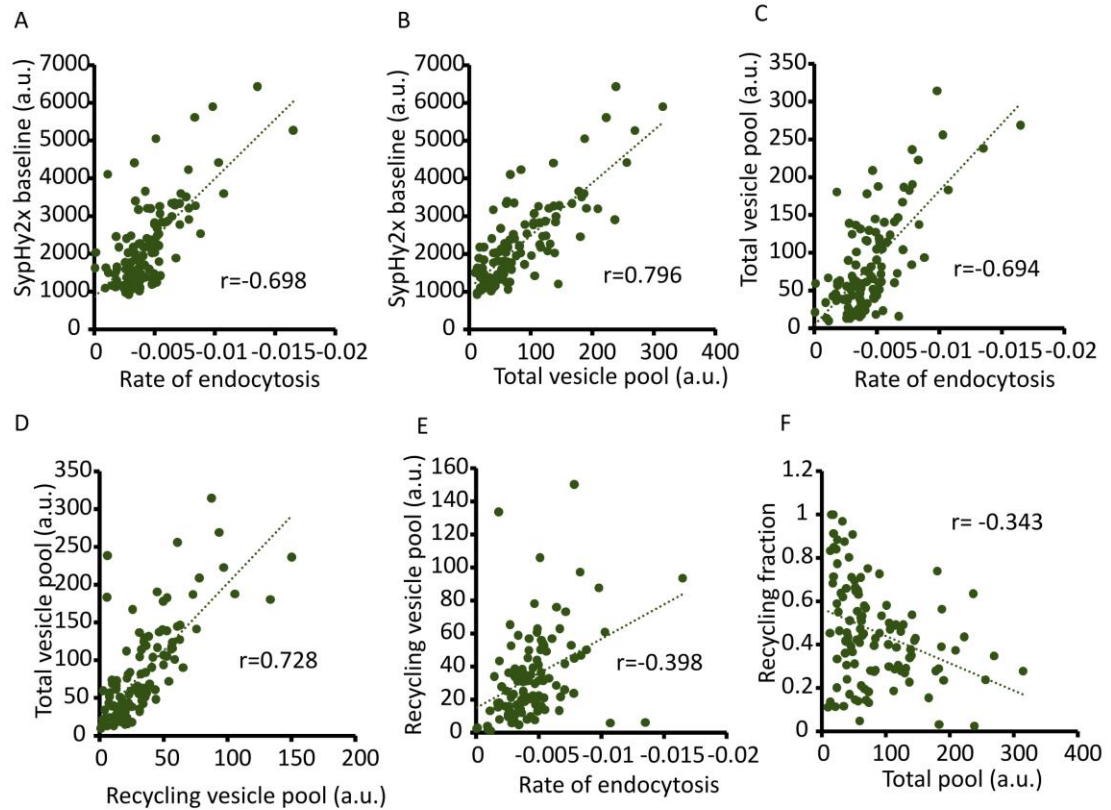 A
SypHy2x baseline (a.u.)
7000
6000
5000
4000
3000
2000
1000
0
r=-0.698
0 -0.005 -0.01 -0.015 -0.02
Rate of endocytosis
B
SypHy2x baseline (a.u.)
7000
6000
5000
4000
3000
2000
1000
0
r=0.796
0 100 200 300 400
Total vesicle pool (a.u.)
C
Total vesicle pool (a.u.)
350
300
250
200
150
100
50
0
r=-0.694
0 -0.005 -0.01 -0.015 -0.02
Rate of endocytosis
D
Total vesicle pool (a.u.)
350
300
250
200
150
100
50
0
r=0.728
0 50 100 150
Recycling vesicle pool (a.u.)
E
Recycling vesicle pool (a.u.)
160
140
120
100
80
60
40
20
0
r=-0.398
0 -0.005 -0.01 -0.015 -0.02
Rate of endocytosis
F
Recycling fraction
1.2
1
0.8
0.6
0.4
0.2
0
r= -0.343
0 100 200 300 400
Total pool (a.u.)